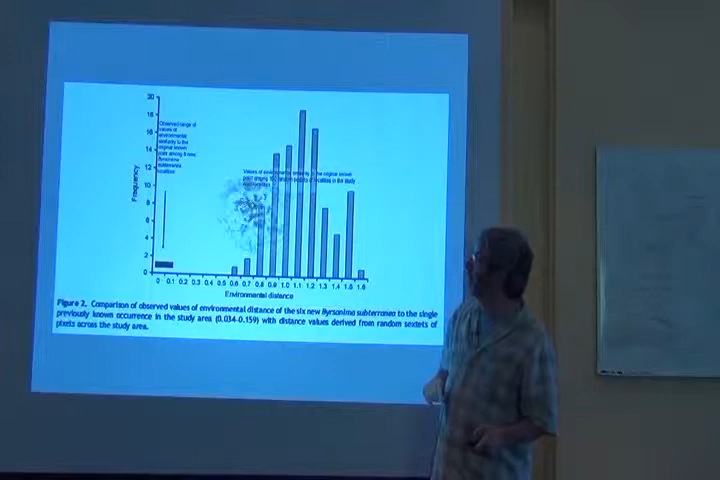 20
18
16
14
12
10
8
6
4
2
0
Frequency
Observed range of
values of
environmental
similarity to the
original known
point among 6 new
Byrsonima
subterranea
localities
Values of environmental similarity to the original known
point among 100 random sextets of localities in the study
0 0.1 0.2 0.3 0.4 0.5 0.6 0.7 0.8 0.9 1.0 1.1 1.2 1.3 1.4 1.5 1.6
Environmental distance
Figure 2. Comparison of observed values of environmental distance of the six new Byrsonima subterranea to the single
previously known occurrence in the study area (0.034-0.159) with distance values derived from random sextets of
pixels across the study area.